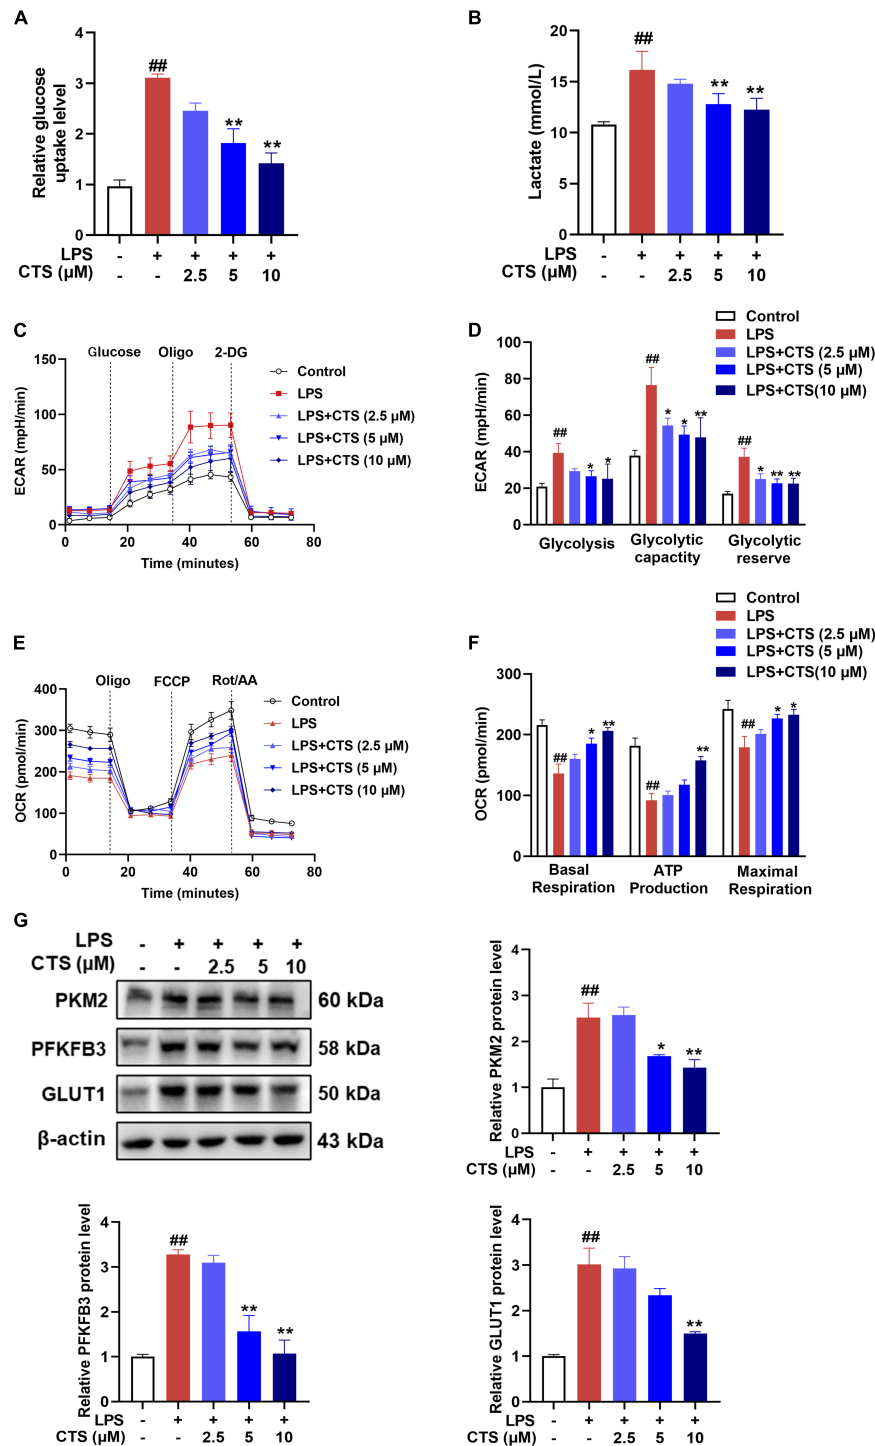 A
Relative glucose
uptake lelvel
4
3
2
1
0
##
**
**
LPS - + + + +
CTS (μM) - - 2.5 5 10
B
Lactate (mmol/L)
20
15
10
5
0
##
**
**
LPS - + + + +
CTS (μM) - - 2.5 5 10
C
Glucose Oligo 2-DG
ECAR (mpH/min)
150
100
50
0
0 20 40 60 80
Time (minutes)
Control
LPS
LPS+CTS (2.5 μM)
LPS+CTS (5 μM)
LPS+CTS (10 μM)
D
Control
LPS
LPS+CTS (2.5 μM)
LPS+CTS (5 μM)
LPS+CTS(10 μM)
ECAR (mpH/min)
100
80
60
40
20
0
## * *
## * * **
## * ** **
Glycolysis
Glycolytic
capactity
Glycolytic
reserve
E
Oligo FCCP Rot/AA
OCR (pmol/min)
400
300
200
100
0
0 20 40 60 80
Time (minutes)
Control
LPS
LPS+CTS (2.5 μM)
LPS+CTS (5 μM)
LPS+CTS (10 μM)
F
Control
LPS
LPS+CTS (2.5 μM)
LPS+CTS (5 μM)
LPS+CTS(10 μM)
OCR (pmol/min)
300
200
100
0
## * **
## **
## * *
Basal
Respiration
ATP
Production
Maximal
Respiration
G
LPS - + + + +
CTS (μM) - - 2.5 5 10
PKM2 60 kDa
PFKFB3 58 kDa
GLUT1 50 kDa
β-actin 43 kDa
Relative PKM2 protein level
4
3
2
1
0
##
*
**
LPS - + + + +
CTS (μM) - - 2.5 5 10
Relative PFKFB3 protein level
4
3
2
1
0
##
**
**
LPS - + + + +
CTS (μM) - - 2.5 5 10
Relative GLUT1 protein level
4
3
2
1
0
##
**
LPS - + + + +
CTS (μM) - - 2.5 5 10